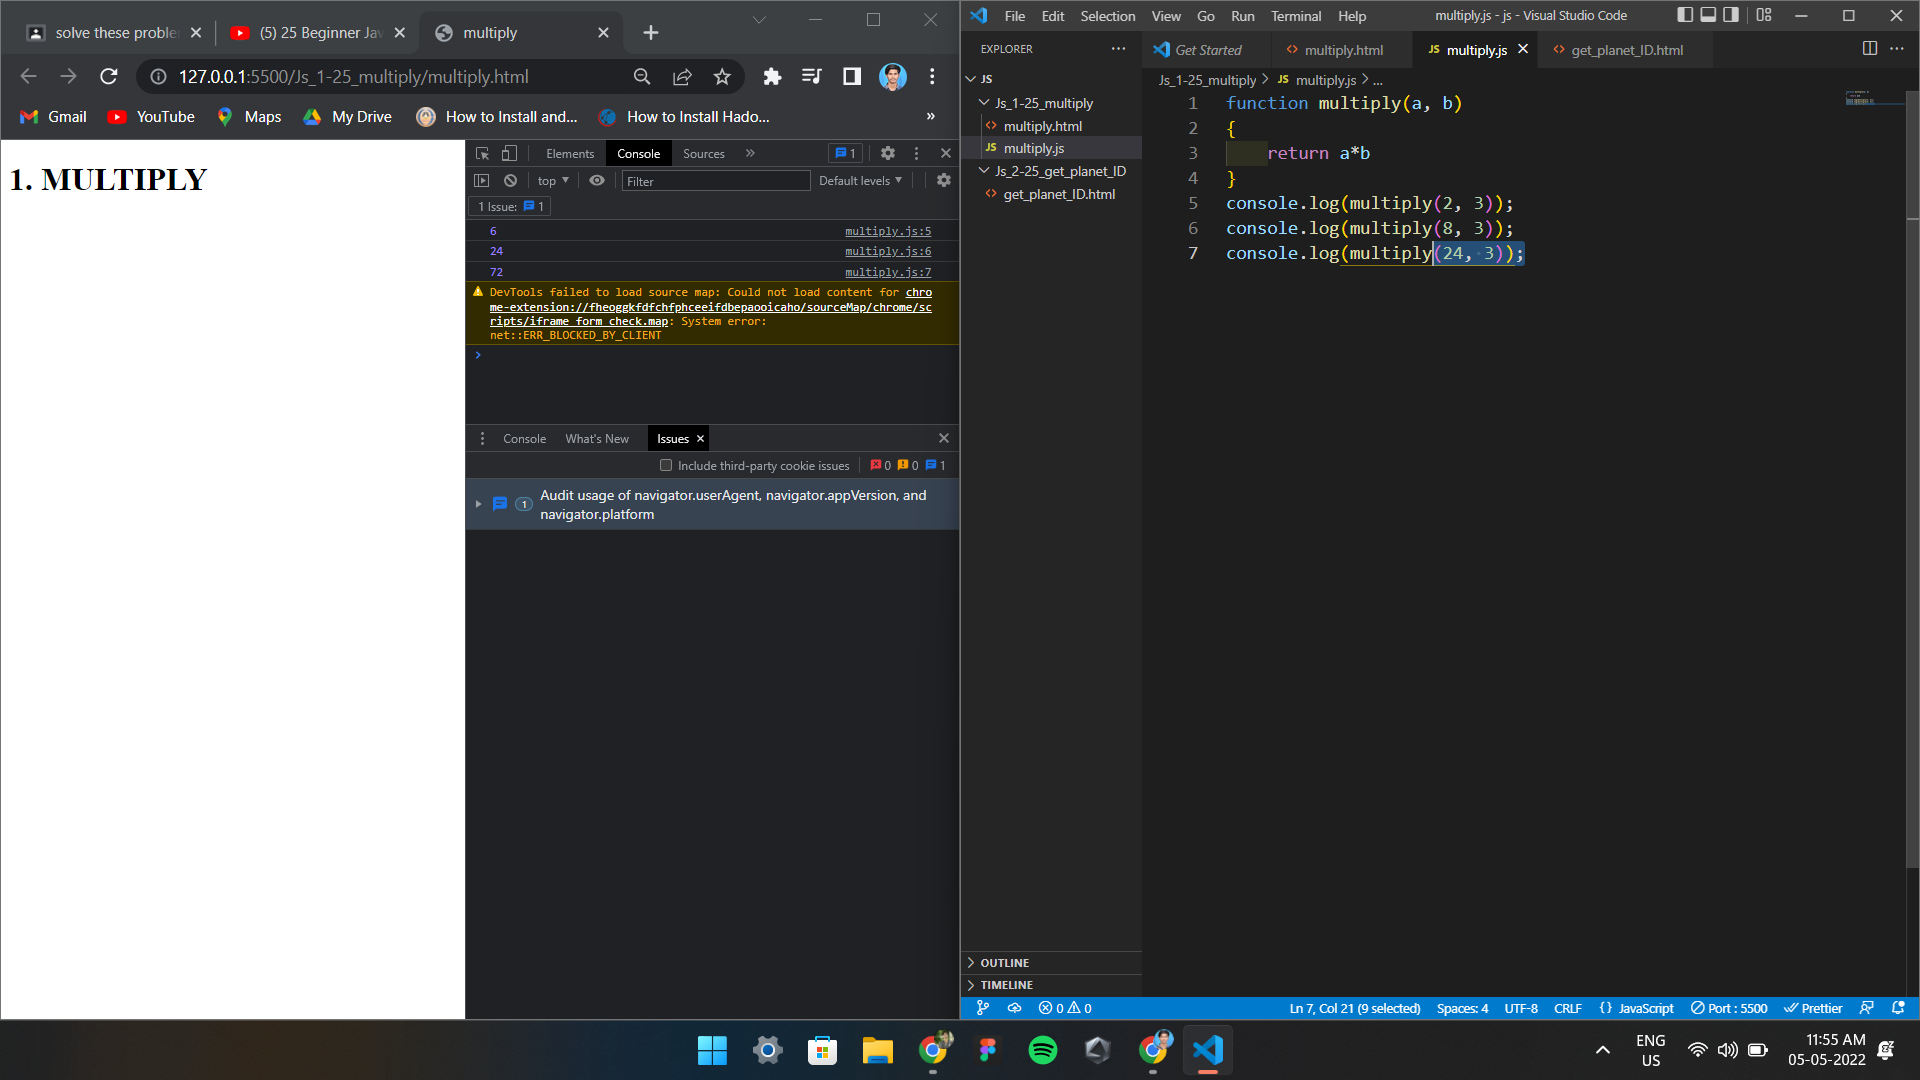 solve these proble
(5) 25 Beginner Jav
multiply
127.0.0.1:5500/Js_1-25_multiply/multiply.html
Gmail
YouTube
Maps
My Drive
How to Install and...
How to Install Hado...
»
1. MULTIPLY
Elements
Console
Sources
»
1
top
Filter
Default levels
1 Issue: 1
6 multiply.js:5
24 multiply.js:6
72 multiply.js:7
DevTools failed to load source map: Could not load content for chro
me-extension://fheoggkfdfchfphceeifdbepaooicaho/sourceMap/chrome/sc
ripts/iframe_form_check.map: System error:
net::ERR_BLOCKED_BY_CLIENT
Console
What's New
Issues
Include third-party cookie issues
0 0 1
1
Audit usage of navigator.userAgent, navigator.appVersion, and
navigator.platform
File Edit Selection View Go Run Terminal Help
multiply.js - js - Visual Studio Code
EXPLORER
JS
Js_1-25_multiply
multiply.html
JS multiply.js
Js_2-25_get_planet_ID
get_planet_ID.html
OUTLINE
TIMELINE
Get Started
multiply.html
JS multiply.js
get_planet_ID.html
Js_1-25_multiply > JS multiply.js > ...
1 function multiply(a, b)
2 {
3 return a*b
4 }
5 console.log(multiply(2, 3));
6 console.log(multiply(8, 3));
7 console.log(multiply(24, 3));
0 0
Ln 7, Col 21 (9 selected)
Spaces: 4
UTF-8
CRLF
{} JavaScript
Port : 5500
Prettier
ENG
US
11:55 AM
05-05-2022